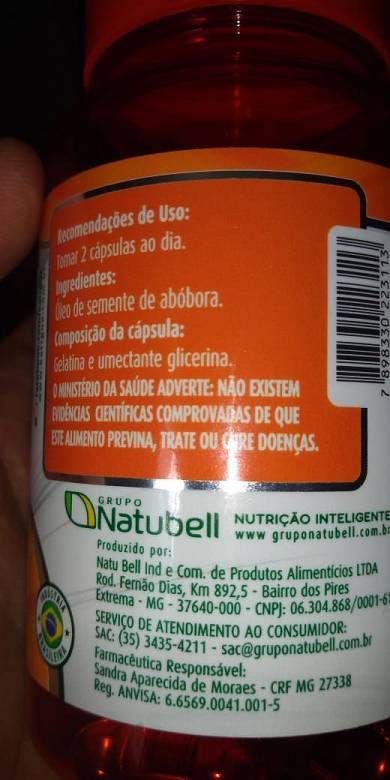 Recomendações de Uso:
Tomar 2 cápsulas ao dia.
Ingredientes:
Óleo de semente de abóbora.
Composição da cápsula:
Gelatina e umectante glicerina.
O MINISTÉRIO DA SAÚDE ADVERTE: NÃO EXISTEM
EVIDÊNCIAS CIENTÍFICAS COMPROVADAS DE QUE
ESTE ALIMENTO PREVINA, TRATE OU CURE DOENÇAS.
7 898330 223113
GRUPO
Natubell
NUTRIÇÃO INTELIGENTE
www gruponatubell.com.br
Produzido por:
Natu Bell Ind e Com. de Produtos Alimentícios LTDA
Rod. Fernão Dias, Km 892,5 - Bairro dos Pires
Extrema - MG - 37640-000 - CNPJ: 06.304.868/0001-61
SERVIÇO DE ATENDIMENTO AO CONSUMIDOR:
SAC: (35) 3435-4211 - sac@gruponatubell.com.br
Farmacêutica Responsável:
Sandra Aparecida de Moraes - CRF MG 27338
Reg. ANVISA: 6.6569.0041.001-5
INDÚSTRIA
BRASILEIRA